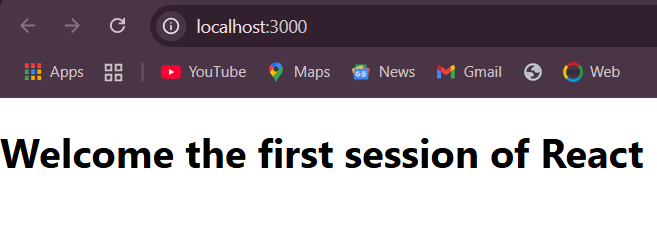 localhost:3000
Apps YouTube Maps News Gmail Web
Welcome the first session of React